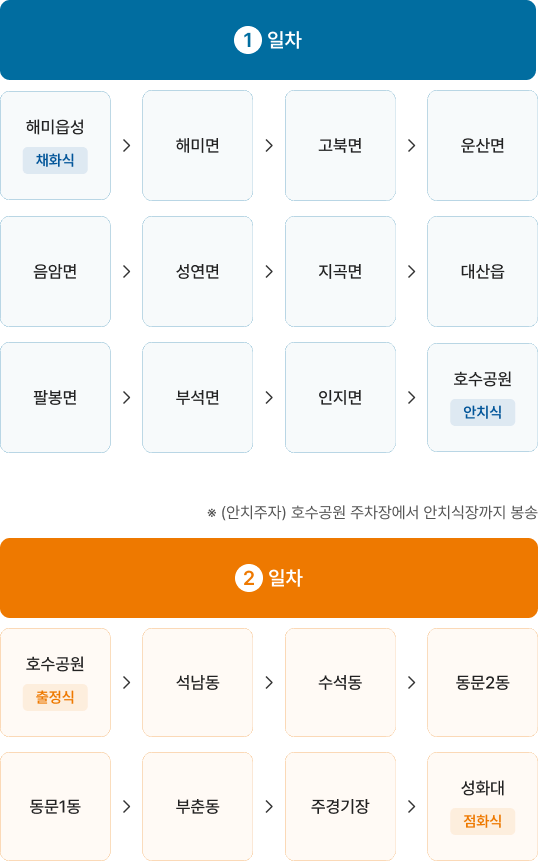 1 일차
해미읍성
채화식
>
해미면
>
고북면
>
운산면
음암면
>
성연면
>
지곡면
>
대산읍
팔봉면
>
부석면
>
인지면
>
호수공원
안치식
※ (안치주자) 호수공원 주차장에서 안치식장까지 봉송
2 일차
호수공원
출정식
>
석남동
>
수석동
>
동문2동
동문1동
>
부춘동
>
주경기장
>
성화대
점화식